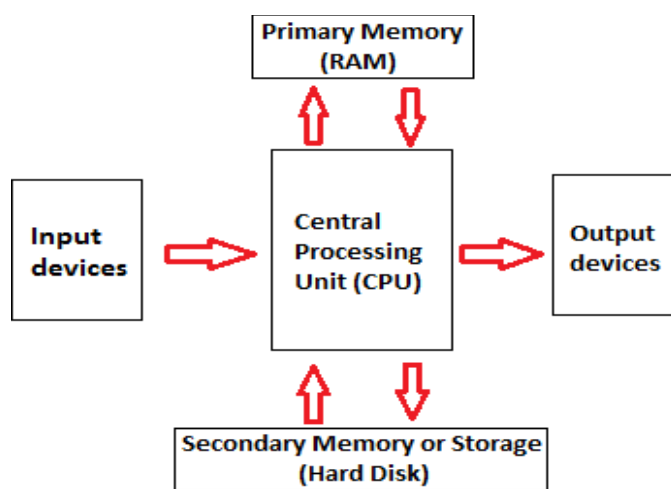 Primary Memory
(RAM)
Input
devices
Central
Processing
Unit (CPU)
Output
devices
Secondary Memory or Storage
(Hard Disk)